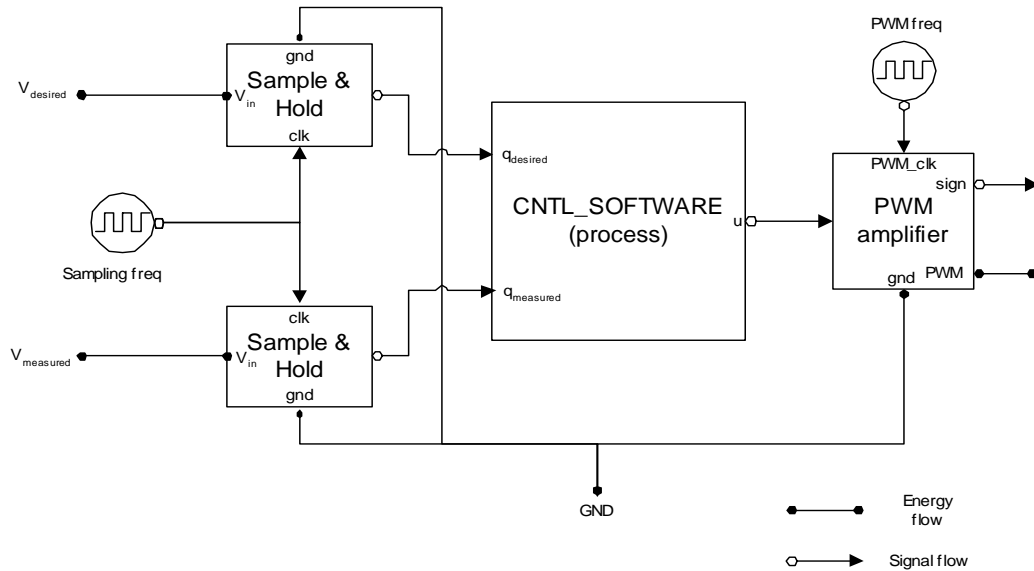 PWM freq
gnd
Sample &
Hold
V_in
clk
V_desired
q_desired
CNTL_SOFTWARE
(process)
u
PWM_clk
sign
PWM
amplifier
PWM
gnd
Sampling freq
q_measured
clk
Sample &
Hold
V_in
gnd
V_measured
GND
Energy
flow
Signal flow